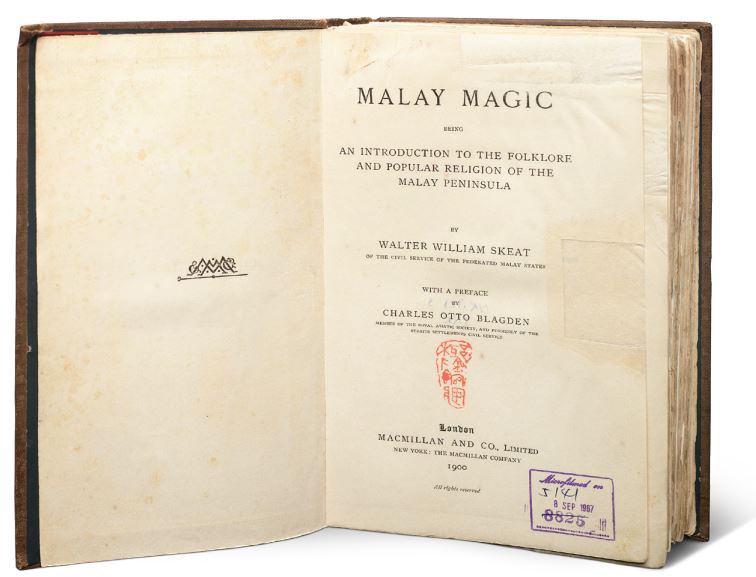 MALAY MAGIC
BEING
AN INTRODUCTION TO THE FOLKLORE
AND POPULAR RELIGION OF THE
MALAY PENINSULA
BY
WALTER WILLIAM SKEAT
OF THE CIVIL SERVICE OF THE FEDERATED MALAY STATES
WITH A PREFACE
BY
CHARLES OTTO BLAGDEN
MEMBER OF THE ROYAL ASIATIC SOCIETY, AND FORMERLY OF THE
STRAITS SETTLEMENTS CIVIL SERVICE
London
MACMILLAN AND CO., LIMITED
NEW YORK: THE MACMILLAN COMPANY
1900
All rights reserved
Microfilmed on
8 SEP 1967
8826